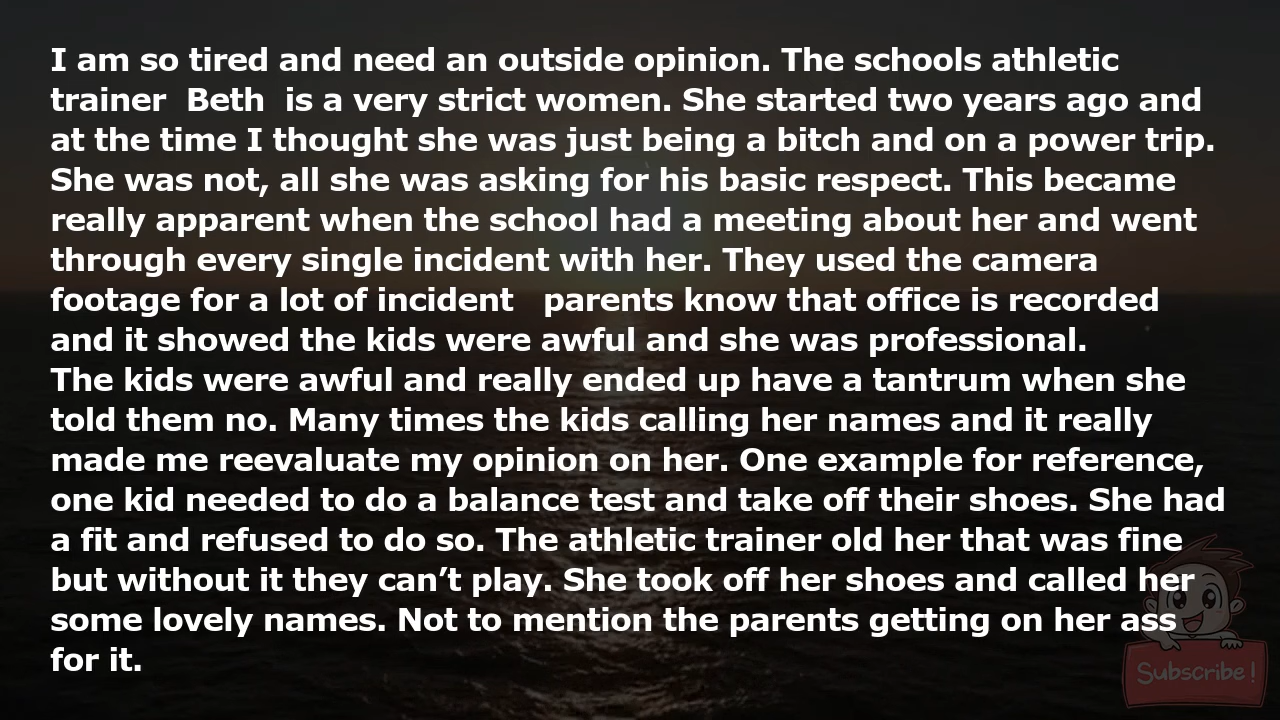 I am so tired and need an outside opinion. The schools athletic
trainer  Beth  is a very strict women. She started two years ago and
at the time I thought she was just being a bitch and on a power trip.
She was not, all she was asking for his basic respect. This became
really apparent when the school had a meeting about her and went
through every single incident with her. They used the camera
footage for a lot of incident   parents know that office is recorded
and it showed the kids were awful and she was professional.
The kids were awful and really ended up have a tantrum when she
told them no. Many times the kids calling her names and it really
made me reevaluate my opinion on her. One example for reference,
one kid needed to do a balance test and take off their shoes. She had
a fit and refused to do so. The athletic trainer old her that was fine
but without it they can’t play. She took off her shoes and called her
some lovely names. Not to mention the parents getting on her ass
for it.
Subscribe!